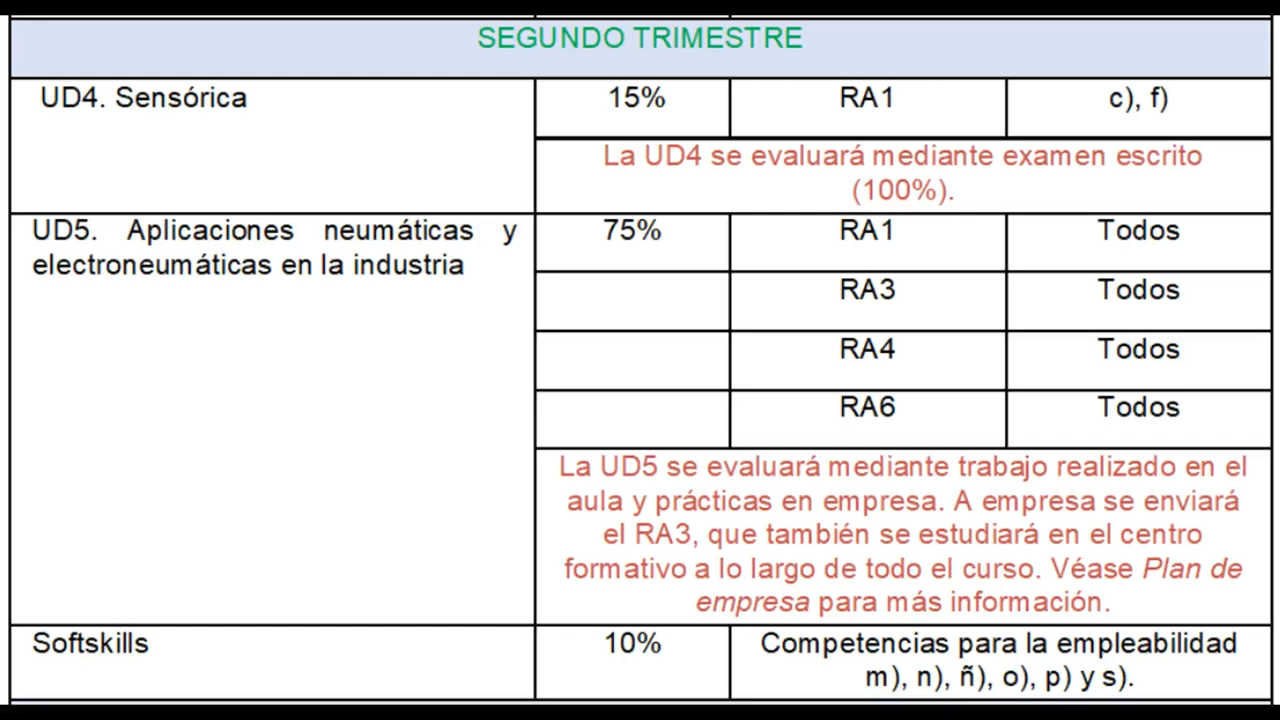 SEGUNDO TRIMESTRE
UD4. Sensórica
15%
RA1
c), f)
La UD4 se evaluará mediante examen escrito
(100%).
UD5. Aplicaciones neumáticas y
electroneumáticas en la industria
75%
RA1
Todos
RA3
Todos
RA4
Todos
RA6
Todos
La UD5 se evaluará mediante trabajo realizado en el
aula y prácticas en empresa. A empresa se enviará
el RA3, que también se estudiará en el centro
formativo a lo largo de todo el curso. Véase Plan de
empresa para más información.
Softskills
10%
Competencias para la empleabilidad
m), n), ñ), o), p) y s).